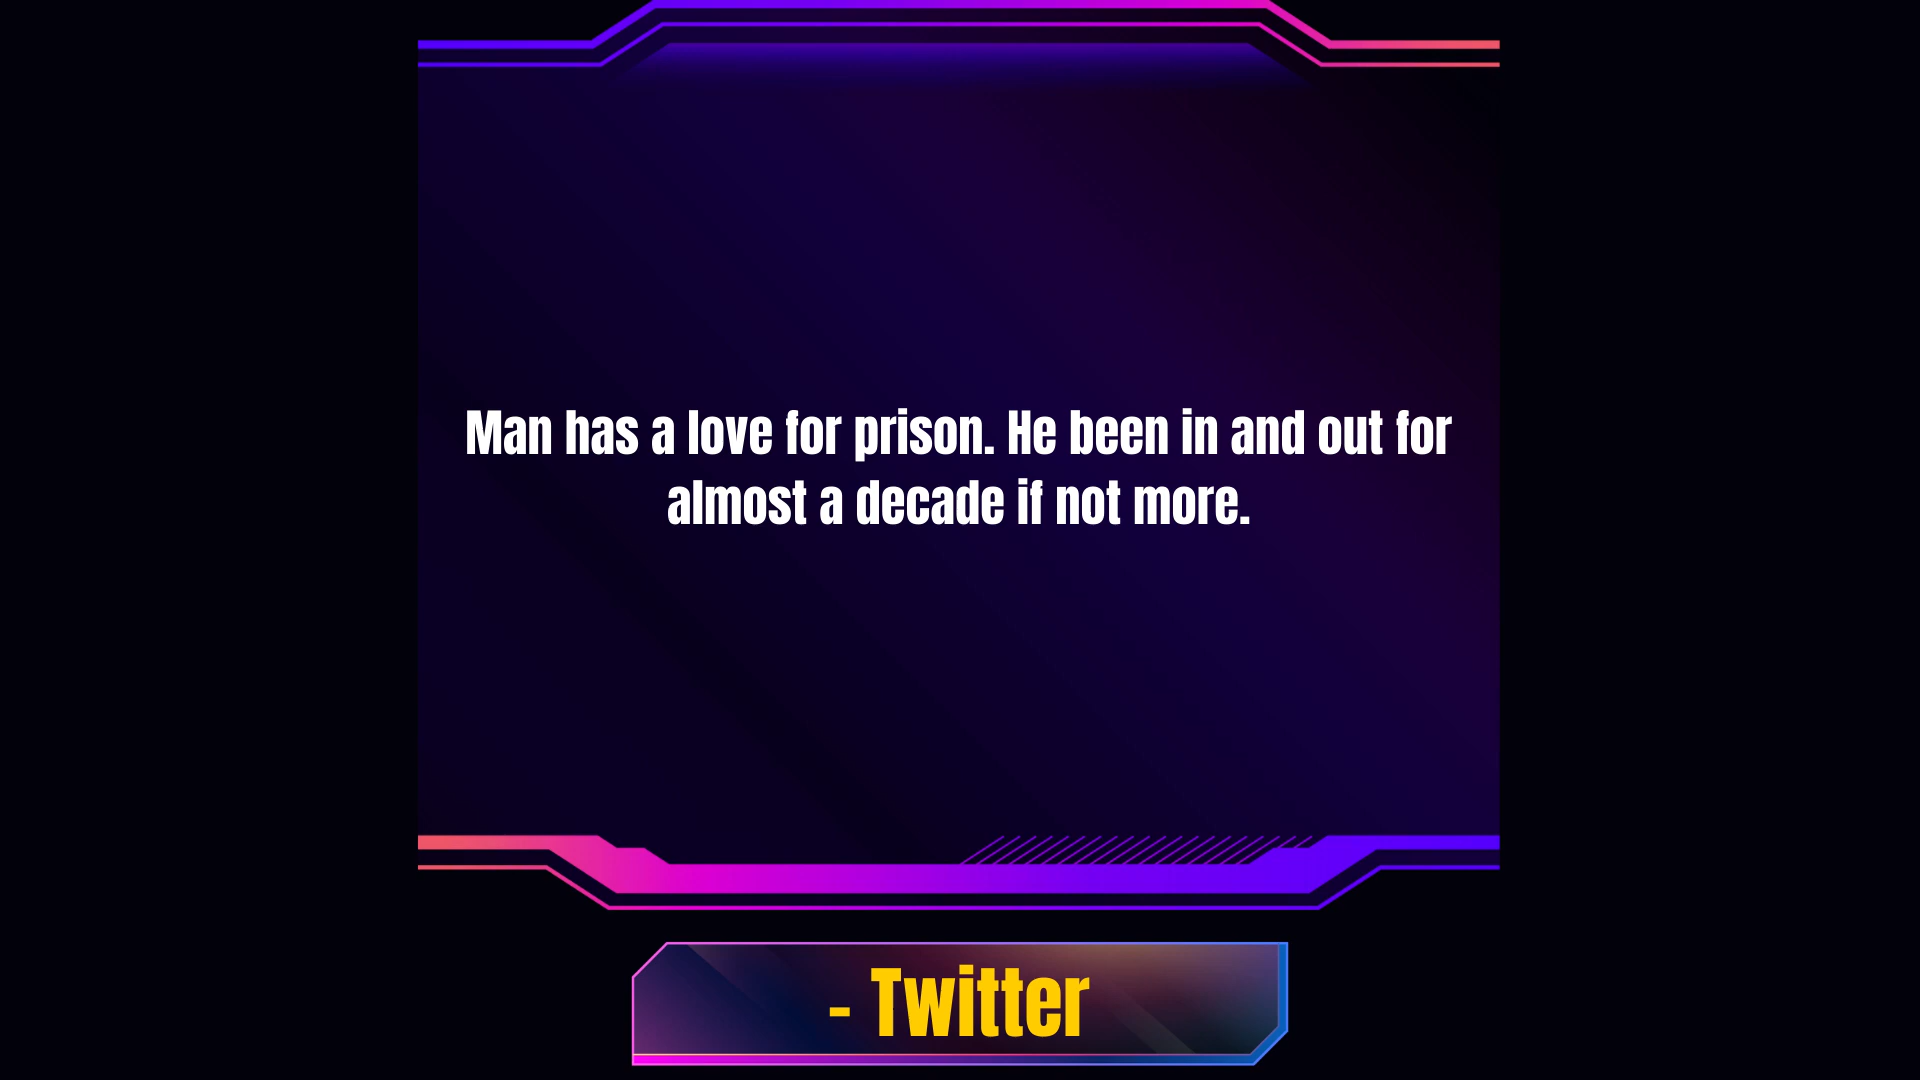 Man has a love for prison. He been in and out for
almost a decade if not more.
- Twitter